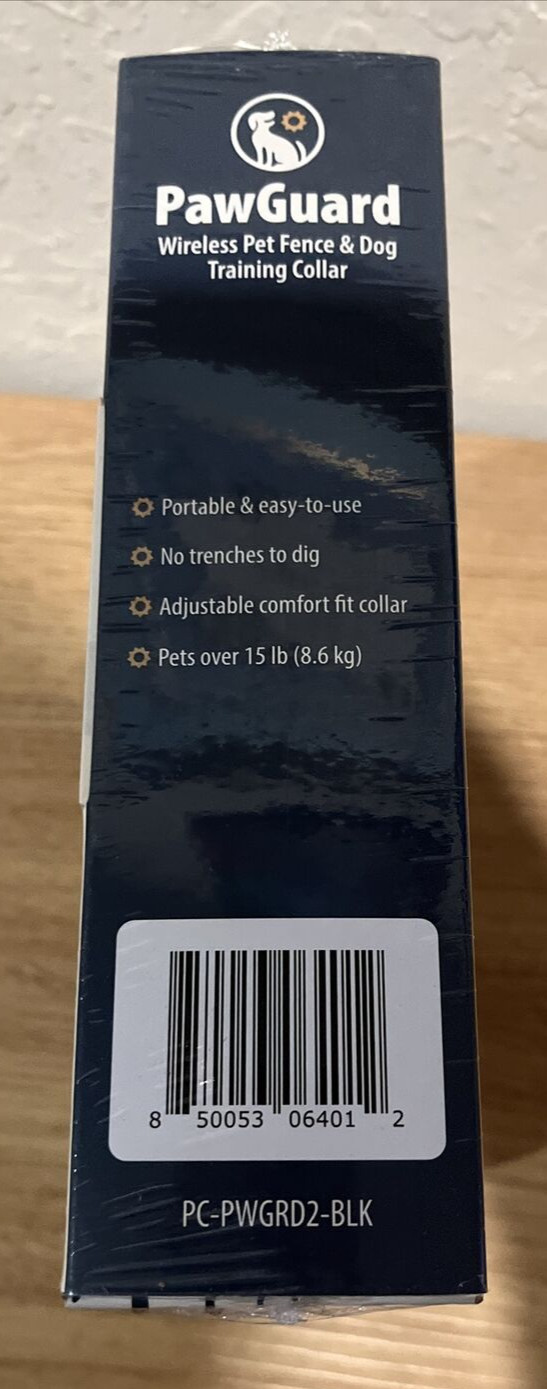 PawGuard
Wireless Pet Fence & Dog
Training Collar
Portable & easy-to-use
No trenches to dig
Adjustable comfort fit collar
Pets over 15 lb (8.6 kg)
8 50053 06401 2
PC-PWGRD2-BLK